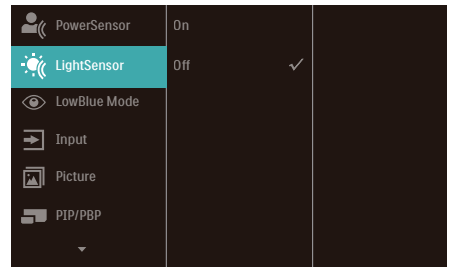 PowerSensor On
LightSensor Off
LowBlue Mode
Input
Picture
PIP/PBP